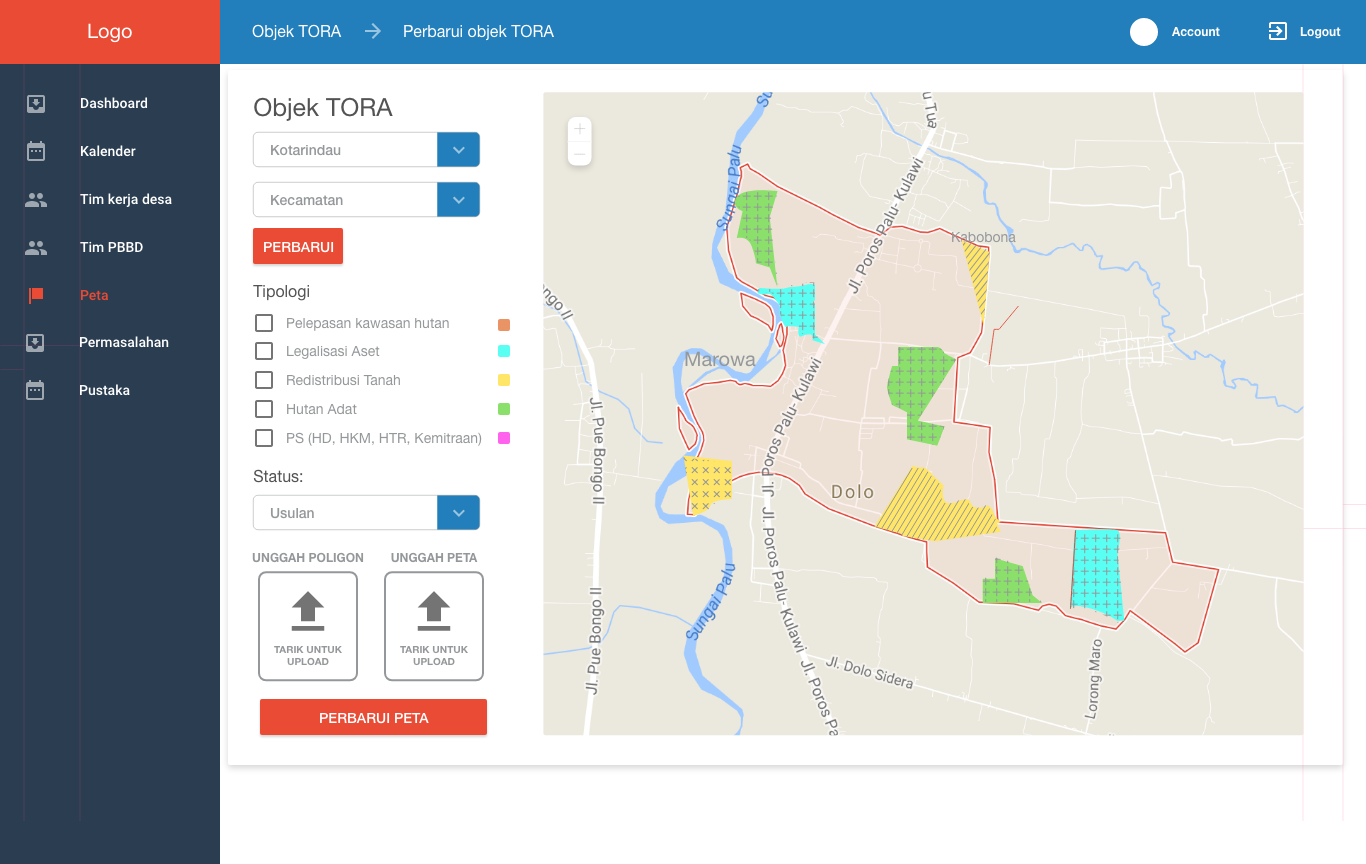 Logo
Objek TORA
Perbarui objek TORA
Account
Logout
Dashboard
Kalender
Tim kerja desa
Tim PBBD
Peta
Permasalahan
Pustaka
Objek TORA
Kotarindau
Kecamatan
PERBARUI
Tipologi
Pelepasan kawasan hutan
Legalisasi Aset
Redistribusi Tanah
Hutan Adat
PS (HD, HKM, HTR, Kemitraan)
Status:
Usulan
UNGGAH POLIGON
UNGGAH PETA
TARIK UNTUK
UPLOAD
TARIK UNTUK
UPLOAD
PERBARUI PETA
+
−
Su
u Tua
Sungai Palu
Jl. Poros Palu- Kulawi
Kabobona
ongo II
Marowa
Jl. Poros Palu- Kulawi
Jl. Pue Bongo II
Dolo
Jl. Poros Palu- Kulawi
Sungai Palu
Jl. Pue Bongo II
Jl. Dolo Sidera
Jl. Poros Pa
Lorong Maro